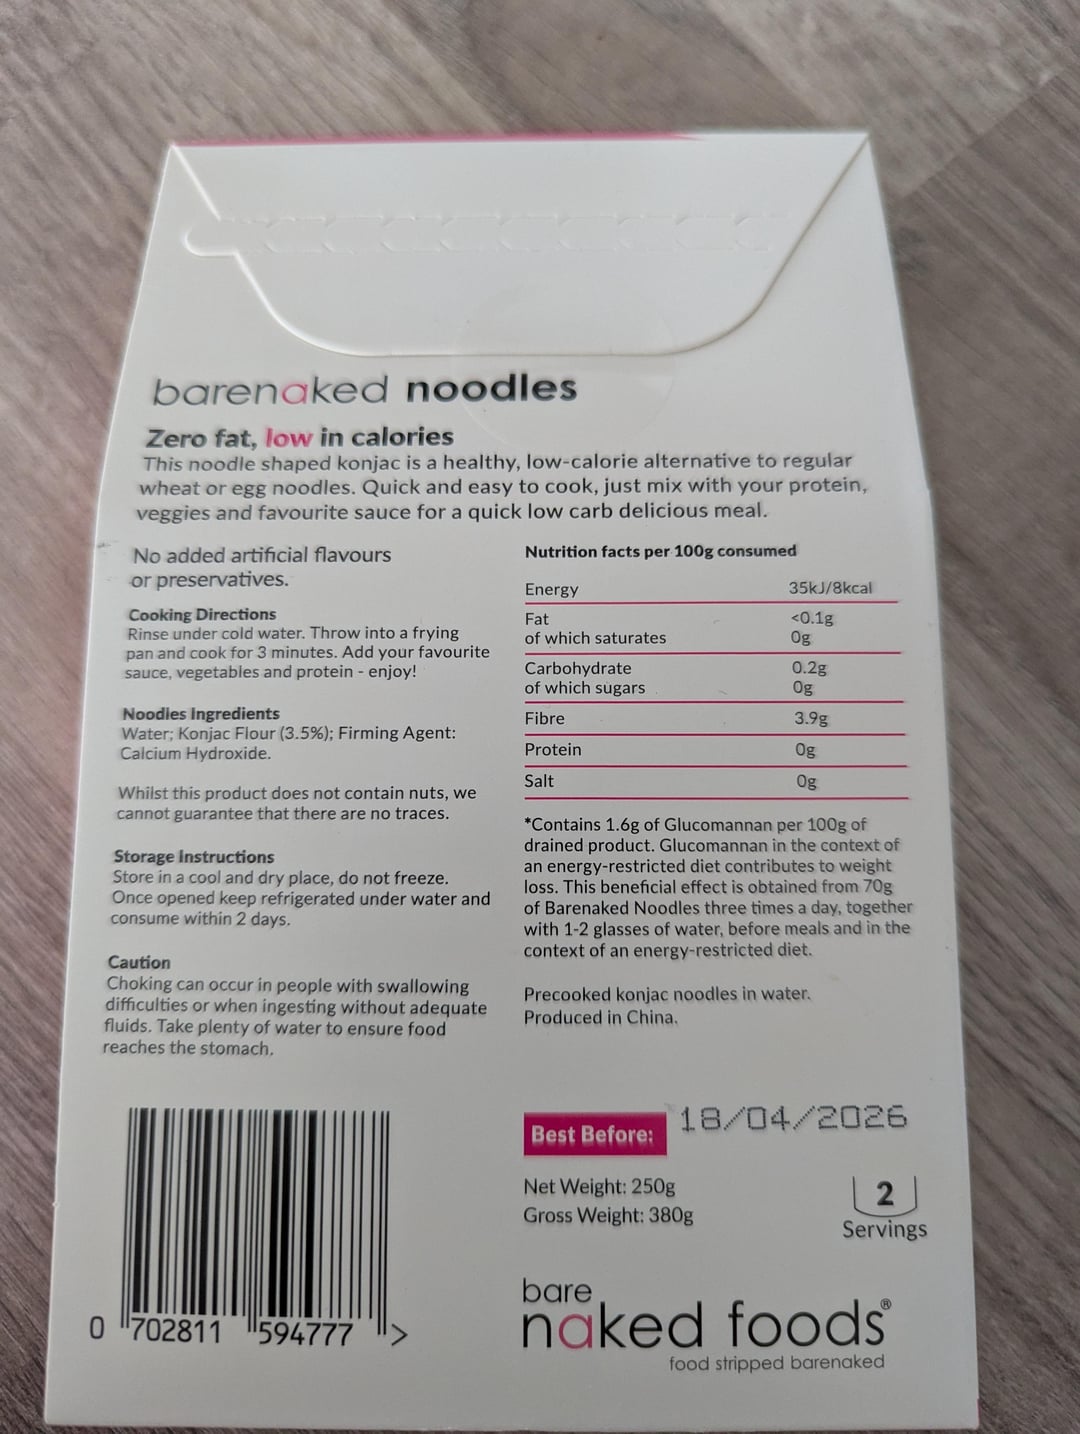 barenaked noodles
Zero fat, low in calories
This noodle shaped konjac is a healthy, low-calorie alternative to regular
wheat or egg noodles. Quick and easy to cook, just mix with your protein,
veggies and favourite sauce for a quick low carb delicious meal.
No added artificial flavours
or preservatives.
Cooking Directions
Rinse under cold water. Throw into a frying
pan and cook for 3 minutes. Add your favourite
sauce, vegetables and protein - enjoy!
Noodles Ingredients
Water; Konjac Flour (3.5%); Firming Agent:
Calcium Hydroxide.
Whilst this product does not contain nuts, we
cannot guarantee that there are no traces.
Storage Instructions
Store in a cool and dry place, do not freeze.
Once opened keep refrigerated under water and
consume within 2 days.
Caution
Choking can occur in people with swallowing
difficulties or when ingesting without adequate
fluids. Take plenty of water to ensure food
reaches the stomach.
0 702811 594777 >
Nutrition facts per 100g consumed
Energy 35kJ/8kcal
Fat <0.1g
of which saturates 0g
Carbohydrate 0.2g
of which sugars 0g
Fibre 3.9g
Protein 0g
Salt 0g
*Contains 1.6g of Glucomannan per 100g of
drained product. Glucomannan in the context of
an energy-restricted diet contributes to weight
loss. This beneficial effect is obtained from 70g
of Barenaked Noodles three times a day, together
with 1-2 glasses of water, before meals and in the
context of an energy-restricted diet.
Precooked konjac noodles in water.
Produced in China.
Best Before: 18/04/2026
Net Weight: 250g
Gross Weight: 380g
2
Servings
bare
naked foods®
food stripped barenaked